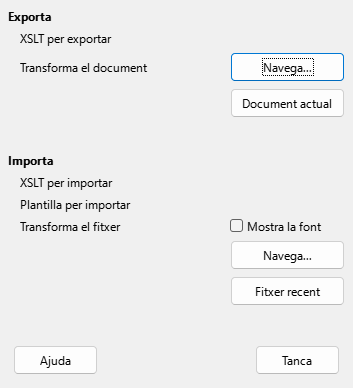 Exporta
XSLT per exportar
Transforma el document
Navega...
Document actual
Importa
XSLT per importar
Plantilla per importar
Transforma el fitxer
Mostra la font
Navega...
Fitxer recent
Ajuda
Tanca